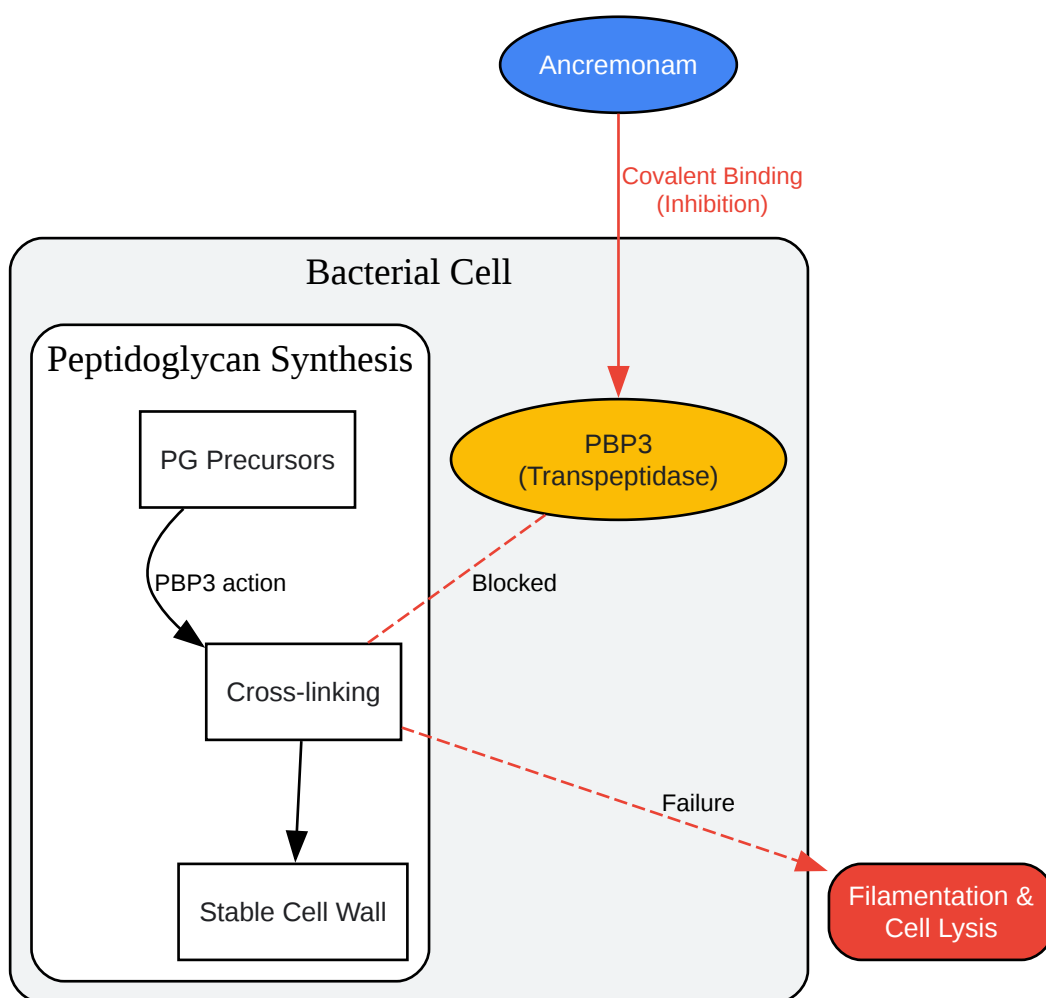 Ancremonam
Covalent Binding
(Inhibition)
Bacterial Cell
Peptidoglycan Synthesis
PG Precursors
PBP3
(Transpeptidase)
PBP3 action
Blocked
Cross-linking
Failure
Stable Cell Wall
Filamentation &
Cell Lysis